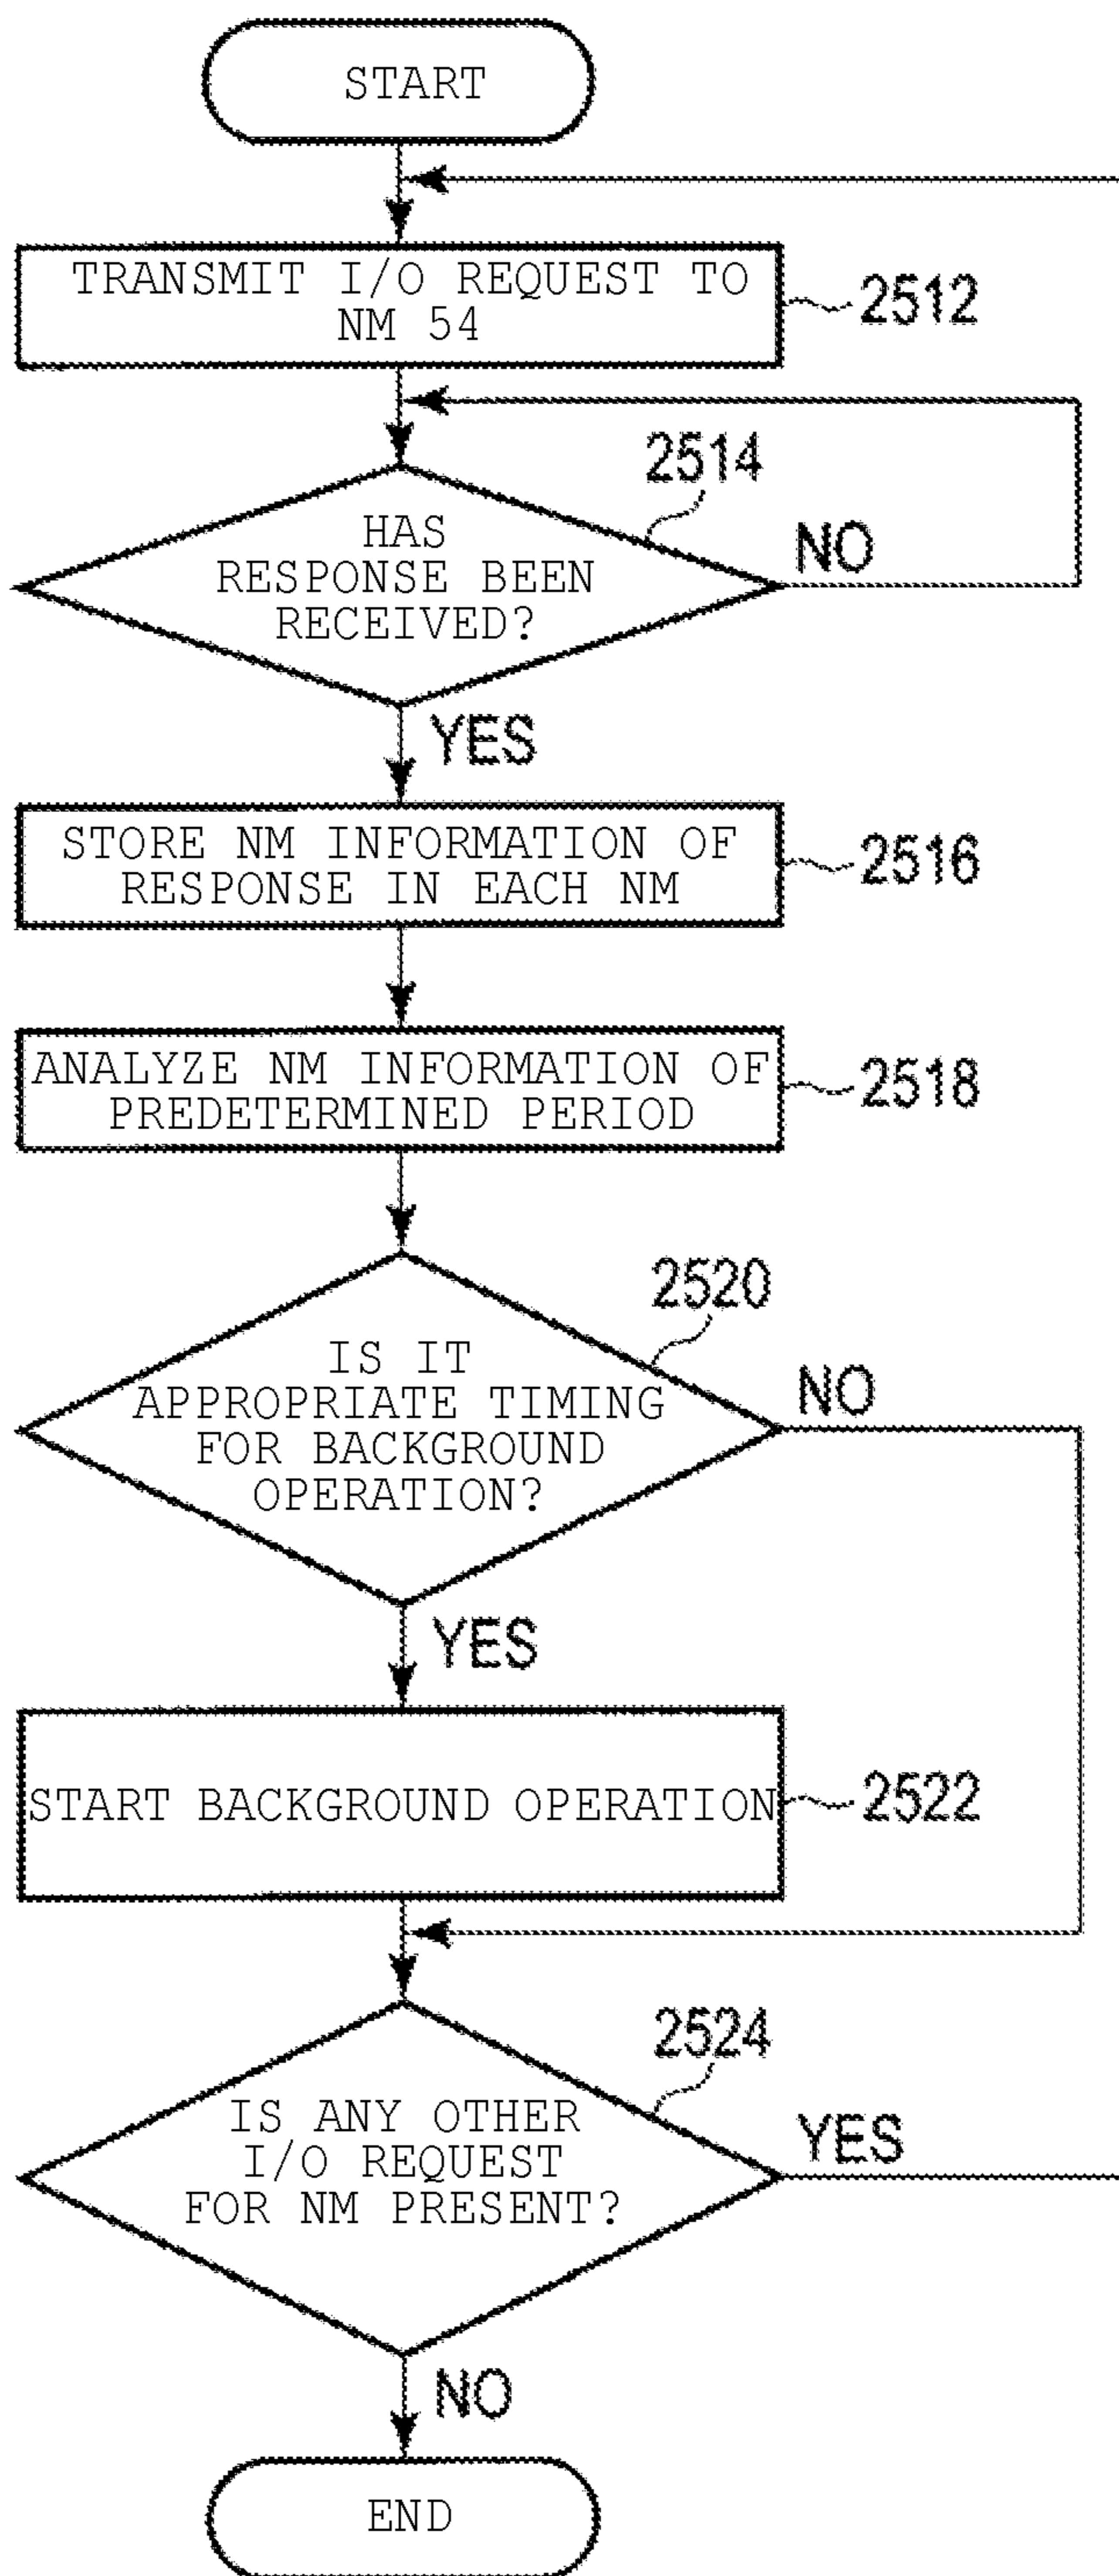 START
TRANSMIT I/O REQUEST TO
NM 54
2512
2514
HAS
RESPONSE BEEN
RECEIVED?
NO
YES
STORE NM INFORMATION OF
RESPONSE IN EACH NM
2516
ANALYZE NM INFORMATION OF
PREDETERMINED PERIOD
2518
2520
IS IT
APPROPRIATE TIMING
FOR BACKGROUND
OPERATION?
NO
YES
START BACKGROUND OPERATION
2522
2524
IS ANY OTHER
I/O REQUEST
FOR NM PRESENT?
YES
NO
END